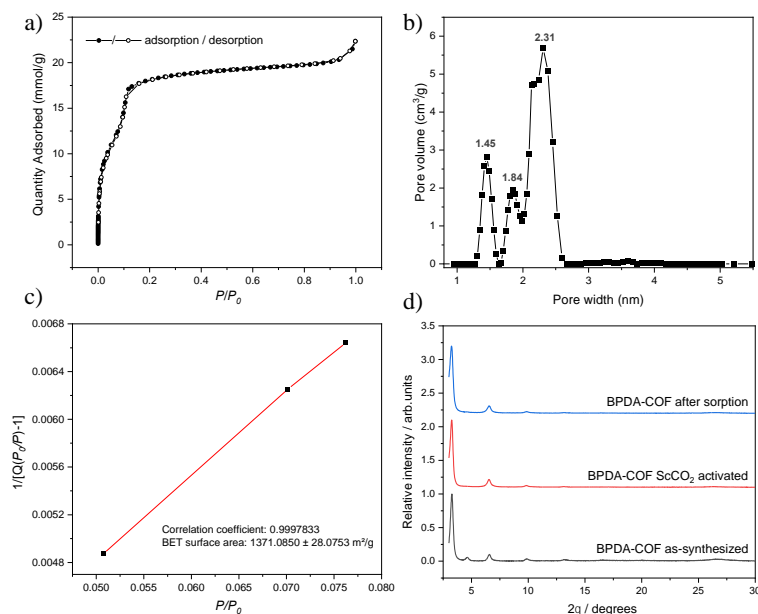 a)
adsorption / desorption
Quantity Adsorbed (mmol/g)
25
20
15
10
5
0
0.0 0.2 0.4 0.6 0.8 1.0
P/P0
b)
2.31
1.45
1.84
Pore volume (cm³/g)
6
5
4
3
2
1
0
1 2 3 4 5
Pore width (nm)
c)
1/[Q(P0/P)-1]
0.0068
0.0064
0.0060
0.0056
0.0052
0.0048
Correlation coefficient: 0.9997833
BET surface area: 1371.0850 ± 28.0753 m²/g
0.050 0.055 0.060 0.065 0.070 0.075 0.080
P/P0
d)
Relative intensity / arb.units
3.5
3.0
2.5
2.0
1.5
1.0
0.5
0.0
BPDA-COF after sorption
BPDA-COF ScCO2 activated
BPDA-COF as-synthesized
5 10 15 20 25 30
2q / degrees